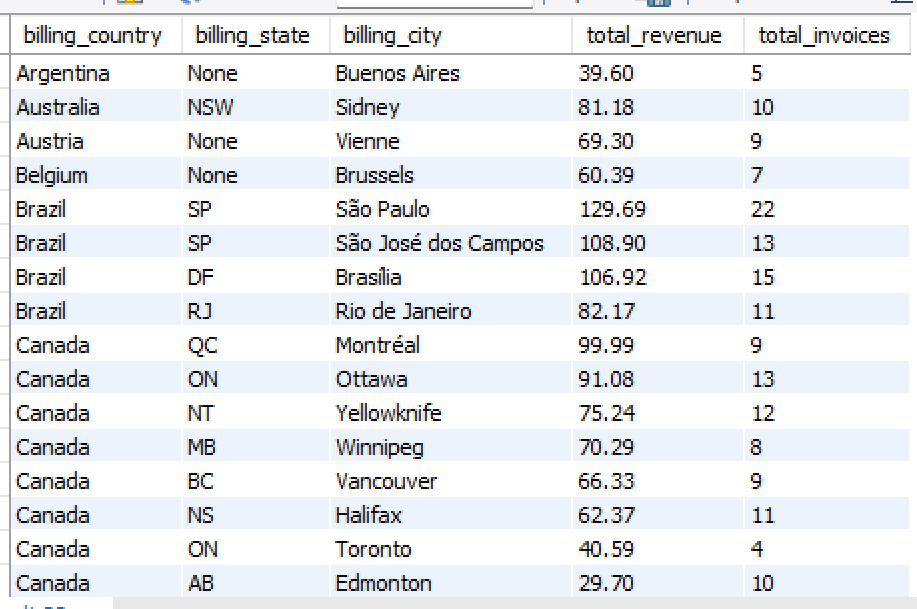 billing_country billing_state billing_city total_revenue total_invoices
Argentina None Buenos Aires 39.60 5
Australia NSW Sidney 81.18 10
Austria None Vienne 69.30 9
Belgium None Brussels 60.39 7
Brazil SP São Paulo 129.69 22
Brazil SP São José dos Campos 108.90 13
Brazil DF Brasília 106.92 15
Brazil RJ Rio de Janeiro 82.17 11
Canada QC Montréal 99.99 9
Canada ON Ottawa 91.08 13
Canada NT Yellowknife 75.24 12
Canada MB Winnipeg 70.29 8
Canada BC Vancouver 66.33 9
Canada NS Halifax 62.37 11
Canada ON Toronto 40.59 4
Canada AB Edmonton 29.70 10